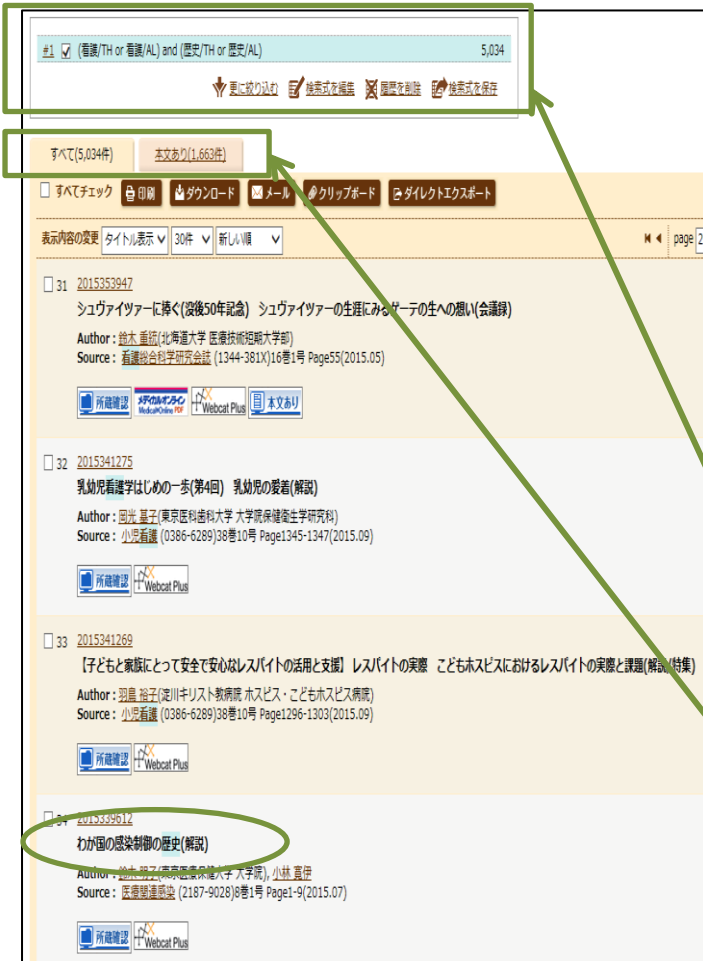 #1 (看護/TH or 看護/AL) and (歴史/TH or 歴史/AL) 5,034
更に絞り込む 検索式を編集 履歴を削除 検索式を保存
すべて(5,034件) 本文あり(1,663件)
すべてチェック 印刷 ダウンロード メール クリップボード ダイレクトエクスポート
表示内容の変更 タイトル表示 30件 新しい順 page 2
31 2015353947
シュヴァイツァーに捧ぐ(没後50年記念) シュヴァイツァーの生涯にみるゲーテの生への想い(会議録)
Author : 鈴木 重統(北海道大学 医療技術短期大学部)
Source : 看護総合科学研究会誌 (1344-381X)16巻1号 Page55(2015.05)
所蔵確認 メディカルオンライン MedicalOnline PDF Webcat Plus 本文あり
32 2015341275
乳幼児看護学はじめの一歩(第4回) 乳幼児の愛着(解説)
Author : 岡光 基子(東京医科歯科大学 大学院保健衛生学研究科)
Source : 小児看護 (0386-6289)38巻10号 Page1345-1347(2015.09)
所蔵確認 Webcat Plus
33 2015341269
【子どもと家族にとって安全で安心なレスパイトの活用と支援】 レスパイトの実際 こどもホスピスにおけるレスパイトの実際と課題(解説/特集)
Author : 羽鳥 裕子(淀川キリスト教病院 ホスピス・こどもホスピス病院)
Source : 小児看護 (0386-6289)38巻10号 Page1296-1303(2015.09)
所蔵確認 Webcat Plus
34 2015339612
わが国の感染制御の歴史(解説)
Author : 鈴木 明子(東京医療保健大学 大学院), 小林 寛伊
Source : 医療関連感染 (2187-9028)8巻1号 Page1-9(2015.07)
所蔵確認 Webcat Plus